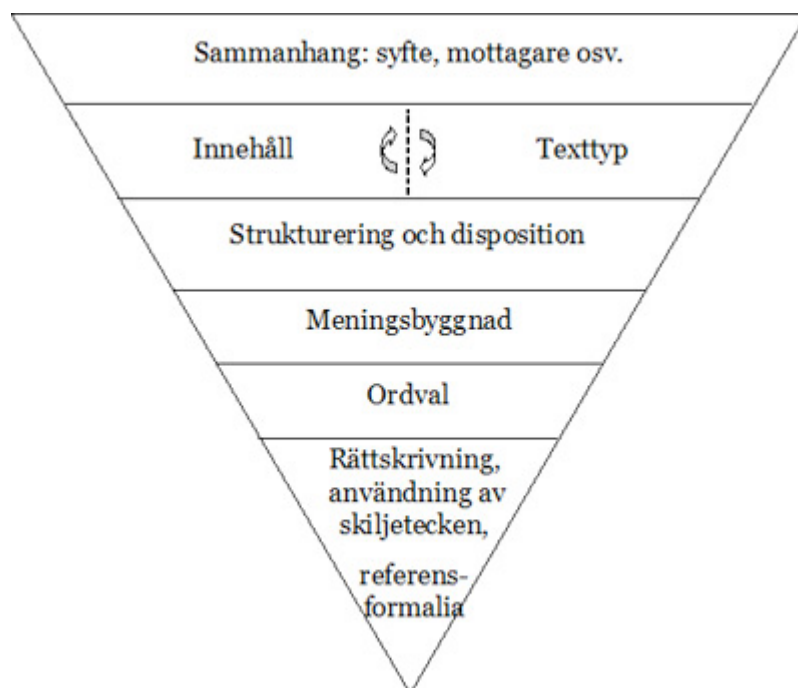 Sammanhang: syfte, mottagare osv.
Innehåll Texttyp
Strukturering och disposition
Meningsbyggnad
Ordval
Rättskrivning,
användning av
skiljetecken,
referens-
formalia